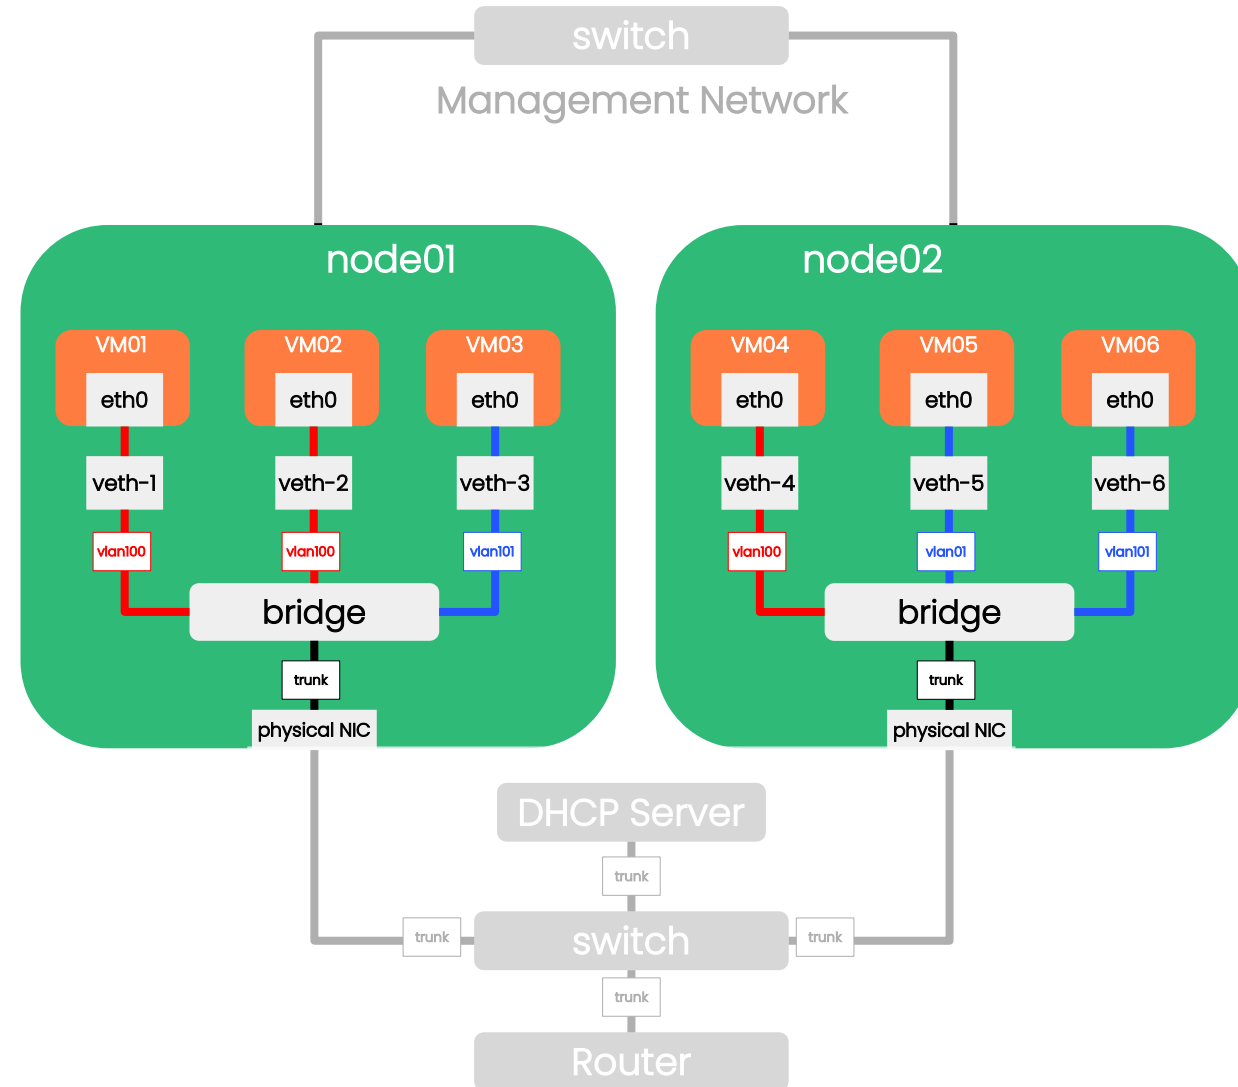 switch
Management Network
node01
node02
VM01
VM02
VM03
VM04
VM05
VM06
eth0
eth0
eth0
eth0
eth0
eth0
veth-1
veth-2
veth-3
veth-4
veth-5
veth-6
vlan100
vlan100
vlan101
vlan100
vlan01
vlan101
bridge
bridge
trunk
trunk
physical NIC
physical NIC
DHCP Server
trunk
trunk
switch
trunk
trunk
Router